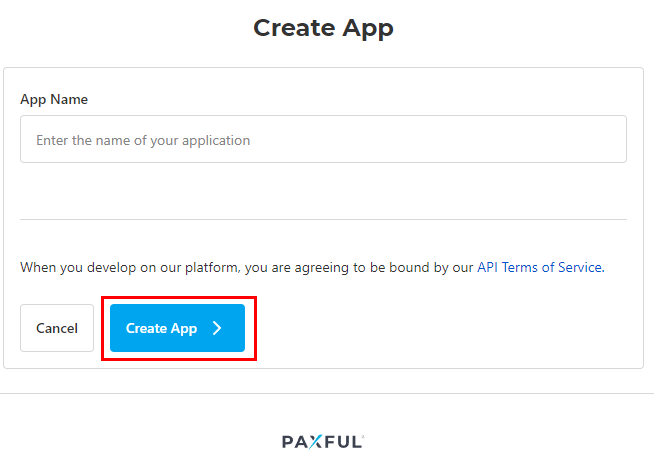 Create App
App Name
Enter the name of your application
When you develop on our platform, you are agreeing to be bound by our API Terms of Service.
Cancel
Create App
PAXFUL